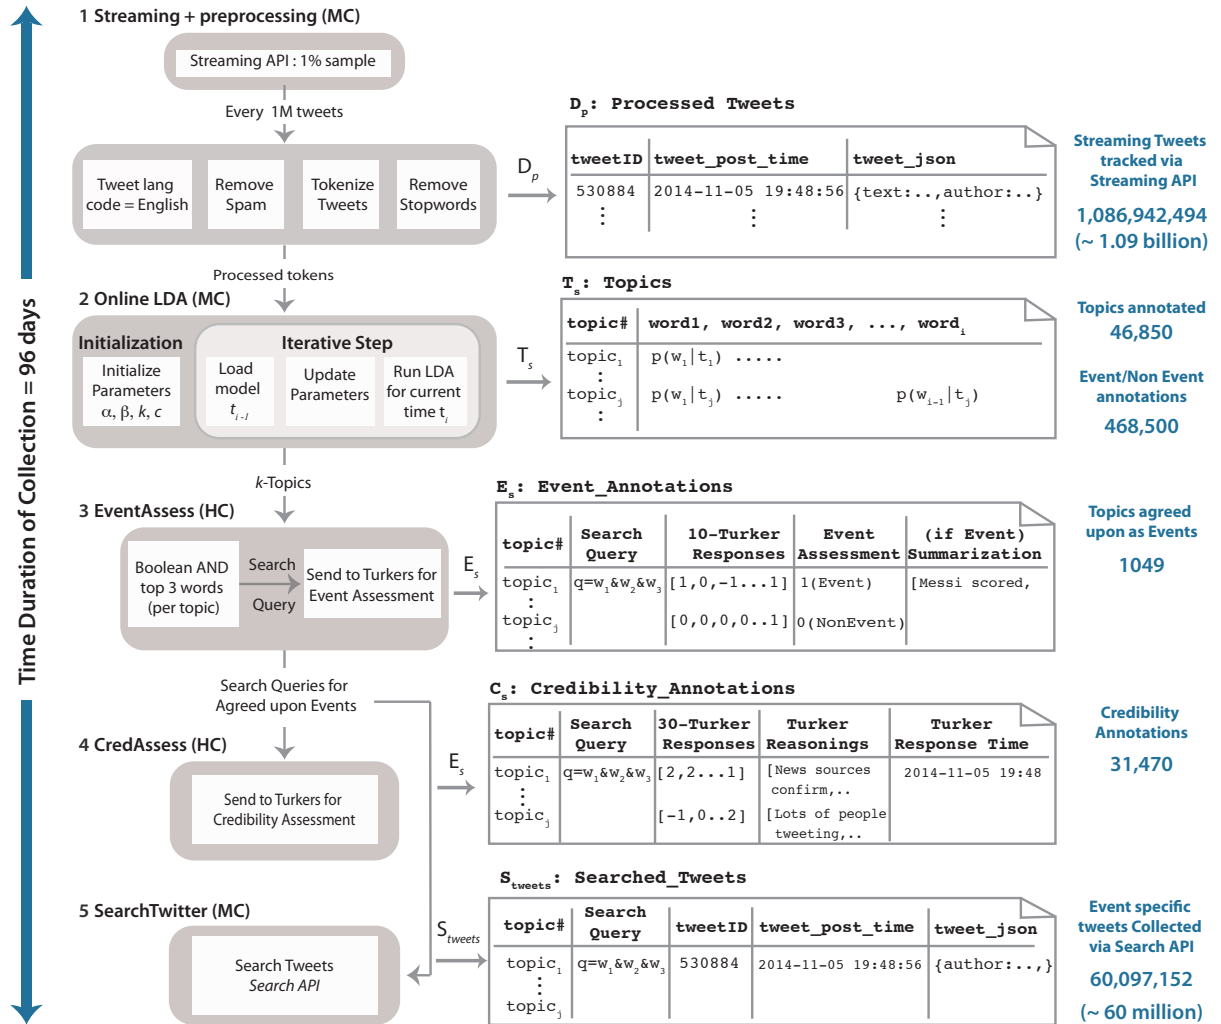 Time Duration of Collection = 96 days
1 Streaming + preprocessing (MC)
Streaming API : 1% sample
Every 1M tweets
Tweet lang
code = English
Remove
Spam
Tokenize
Tweets
Remove
Stopwords
Dp
Dp: Processed Tweets
tweetID tweet_post_time tweet_json
530884 2014-11-05 19:48:56 {text:..,author:..}
⋮ ⋮ ⋮
Streaming Tweets
tracked via
Streaming API
1,086,942,494
(~ 1.09 billion)
Processed tokens
2 Online LDA (MC)
Initialization
Initialize
Parameters
α, β, k, c
Iterative Step
Load
model
ti-1
Update
Parameters
Run LDA
for current
time ti
Ts
Ts: Topics
topic# word1, word2, word3, ..., wordi
topic1 p(w1|t1) .....
⋮
topicj p(w1|tj) ..... p(wi-1|tj)
⋮
Topics annotated
46,850
Event/Non Event
annotations
468,500
k-Topics
3 EventAssess (HC)
Boolean AND
top 3 words
(per topic)
Search
Query
Send to Turkers for
Event Assessment
Es
Es: Event_Annotations
topic# Search Query 10-Turker Responses Event Assessment (if Event) Summarization
topic1 q=w1&w2&w3 [1,0,-1...1] 1(Event) [Messi scored,
⋮
topicj [0,0,0,0..1] 0(NonEvent)
⋮
Topics agreed
upon as Events
1049
Search Queries for
Agreed upon Events
4 CredAssess (HC)
Send to Turkers for
Credibility Assessment
Es
Cs: Credibility_Annotations
topic# Search Query 30-Turker Responses Turker Reasonings Turker Response Time
topic1 q=w1&w2&w3 [2,2...1] [News sources confirm,.. 2014-11-05 19:48
⋮
topicj [-1,0..2] [Lots of people tweeting,..
Credibility
Annotations
31,470
5 SearchTwitter (MC)
Search Tweets
Search API
Stweets
Stweets: Searched_Tweets
topic# Search Query tweetID tweet_post_time tweet_json
topic1 q=w1&w2&w3 530884 2014-11-05 19:48:56 {author:..,}
⋮
topicj
Event specific
tweets Collected
via Search API
60,097,152
(~ 60 million)